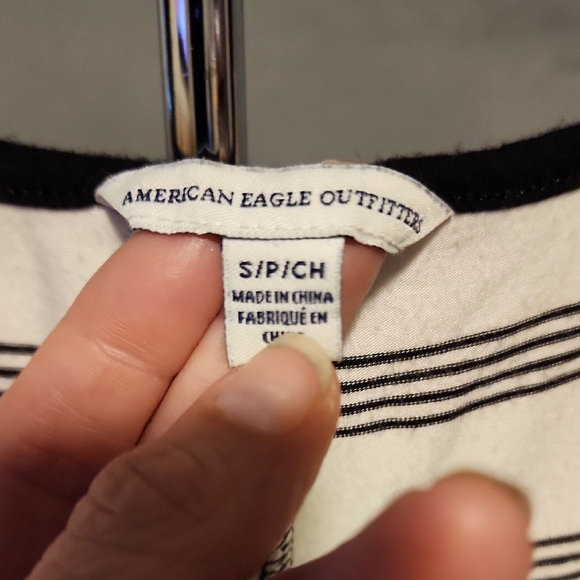 AMERICAN EAGLE OUTFITTERS
S/P/CH
MADE IN CHINA
FABRIQUÉ EN